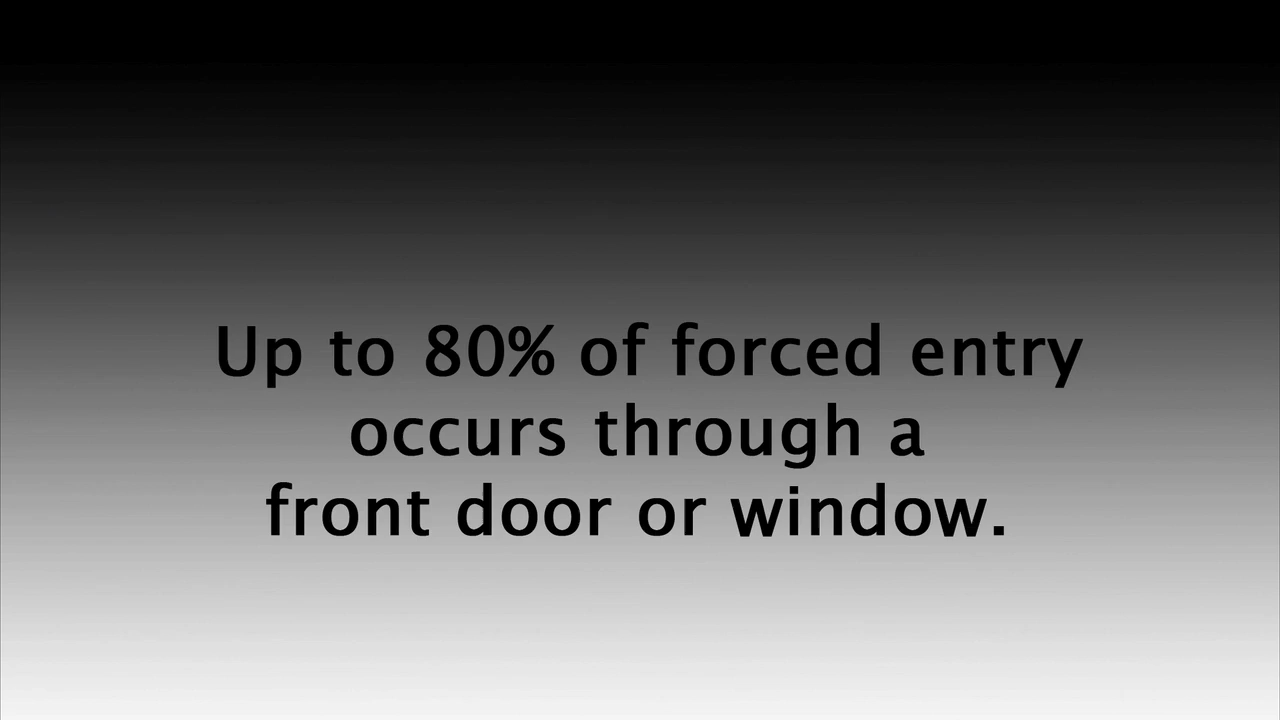 Up to 80% of forced entry
occurs through a
front door or window.